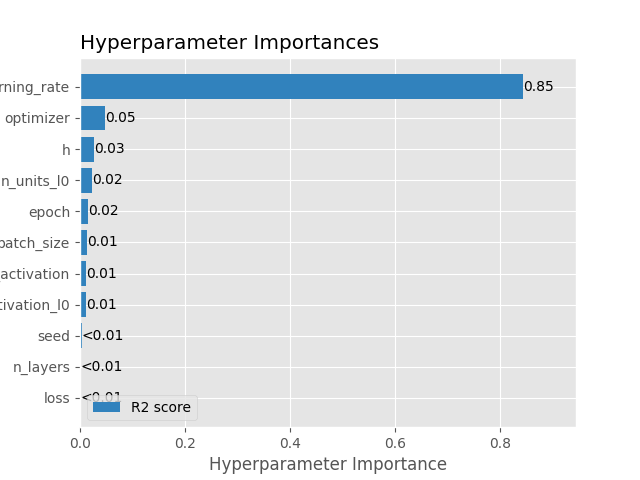 Hyperparameter Importances
rning_rate
0.85
optimizer
0.05
h
0.03
n_units_l0
0.02
epoch
0.02
batch_size
0.01
activation
0.01
tivation_l0
0.01
seed
<0.01
n_layers
<0.01
loss
<0.01
R2 score
0.0 0.2 0.4 0.6 0.8
Hyperparameter Importance